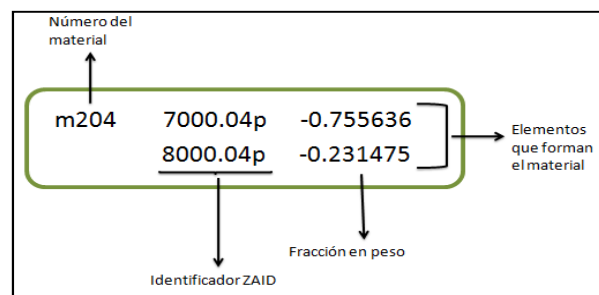 Número del
material
m204 7000.04p -0.755636
8000.04p -0.231475
Elementos
que forman
el material
Fracción en peso
Identificador ZAID